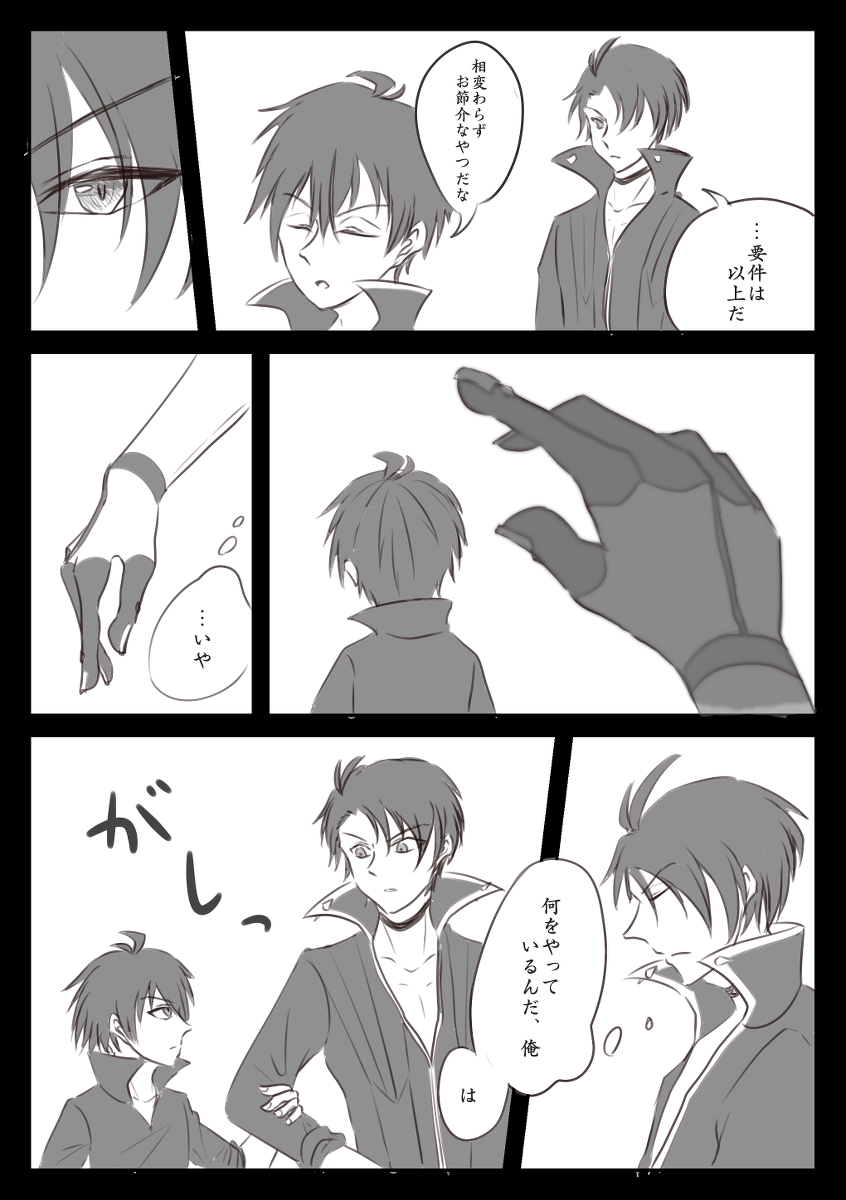 …要件は
以上だ
相変わらず
お節介なやつだな
…いや
何をやって
いるんだ、俺
は
がしっ